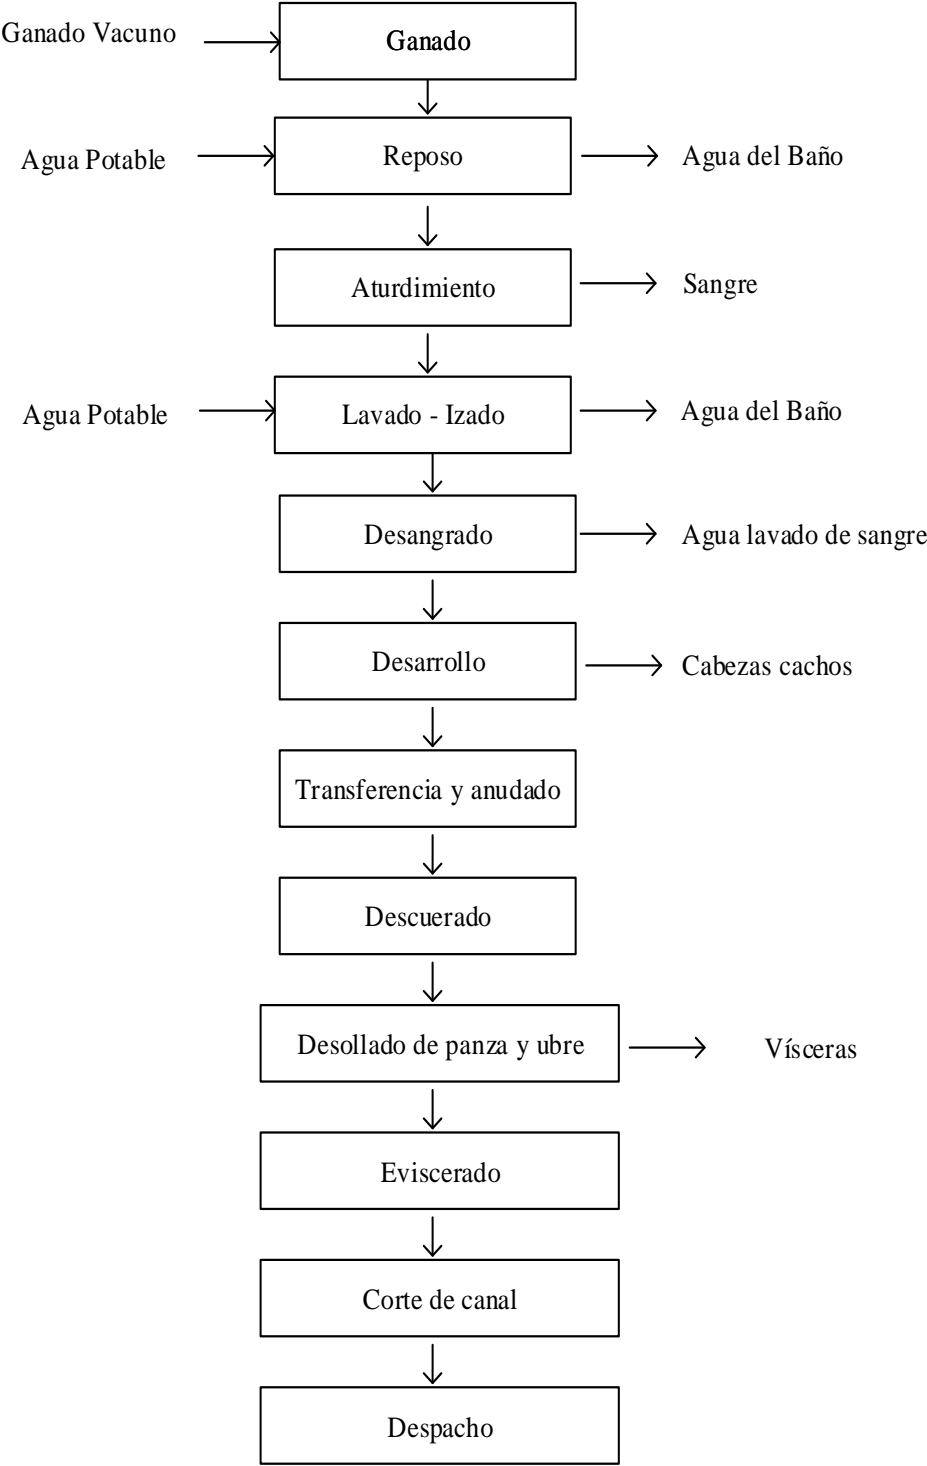 Ganado Vacuno
Ganado
Agua Potable
Reposo
Agua del Baño
Aturdimiento
Sangre
Agua Potable
Lavado - Izado
Agua del Baño
Desangrado
Agua lavado de sangre
Desarrollo
Cabezas cachos
Transferencia y anudado
Descuerado
Desollado de panza y ubre
Vísceras
Eviscerado
Corte de canal
Despacho